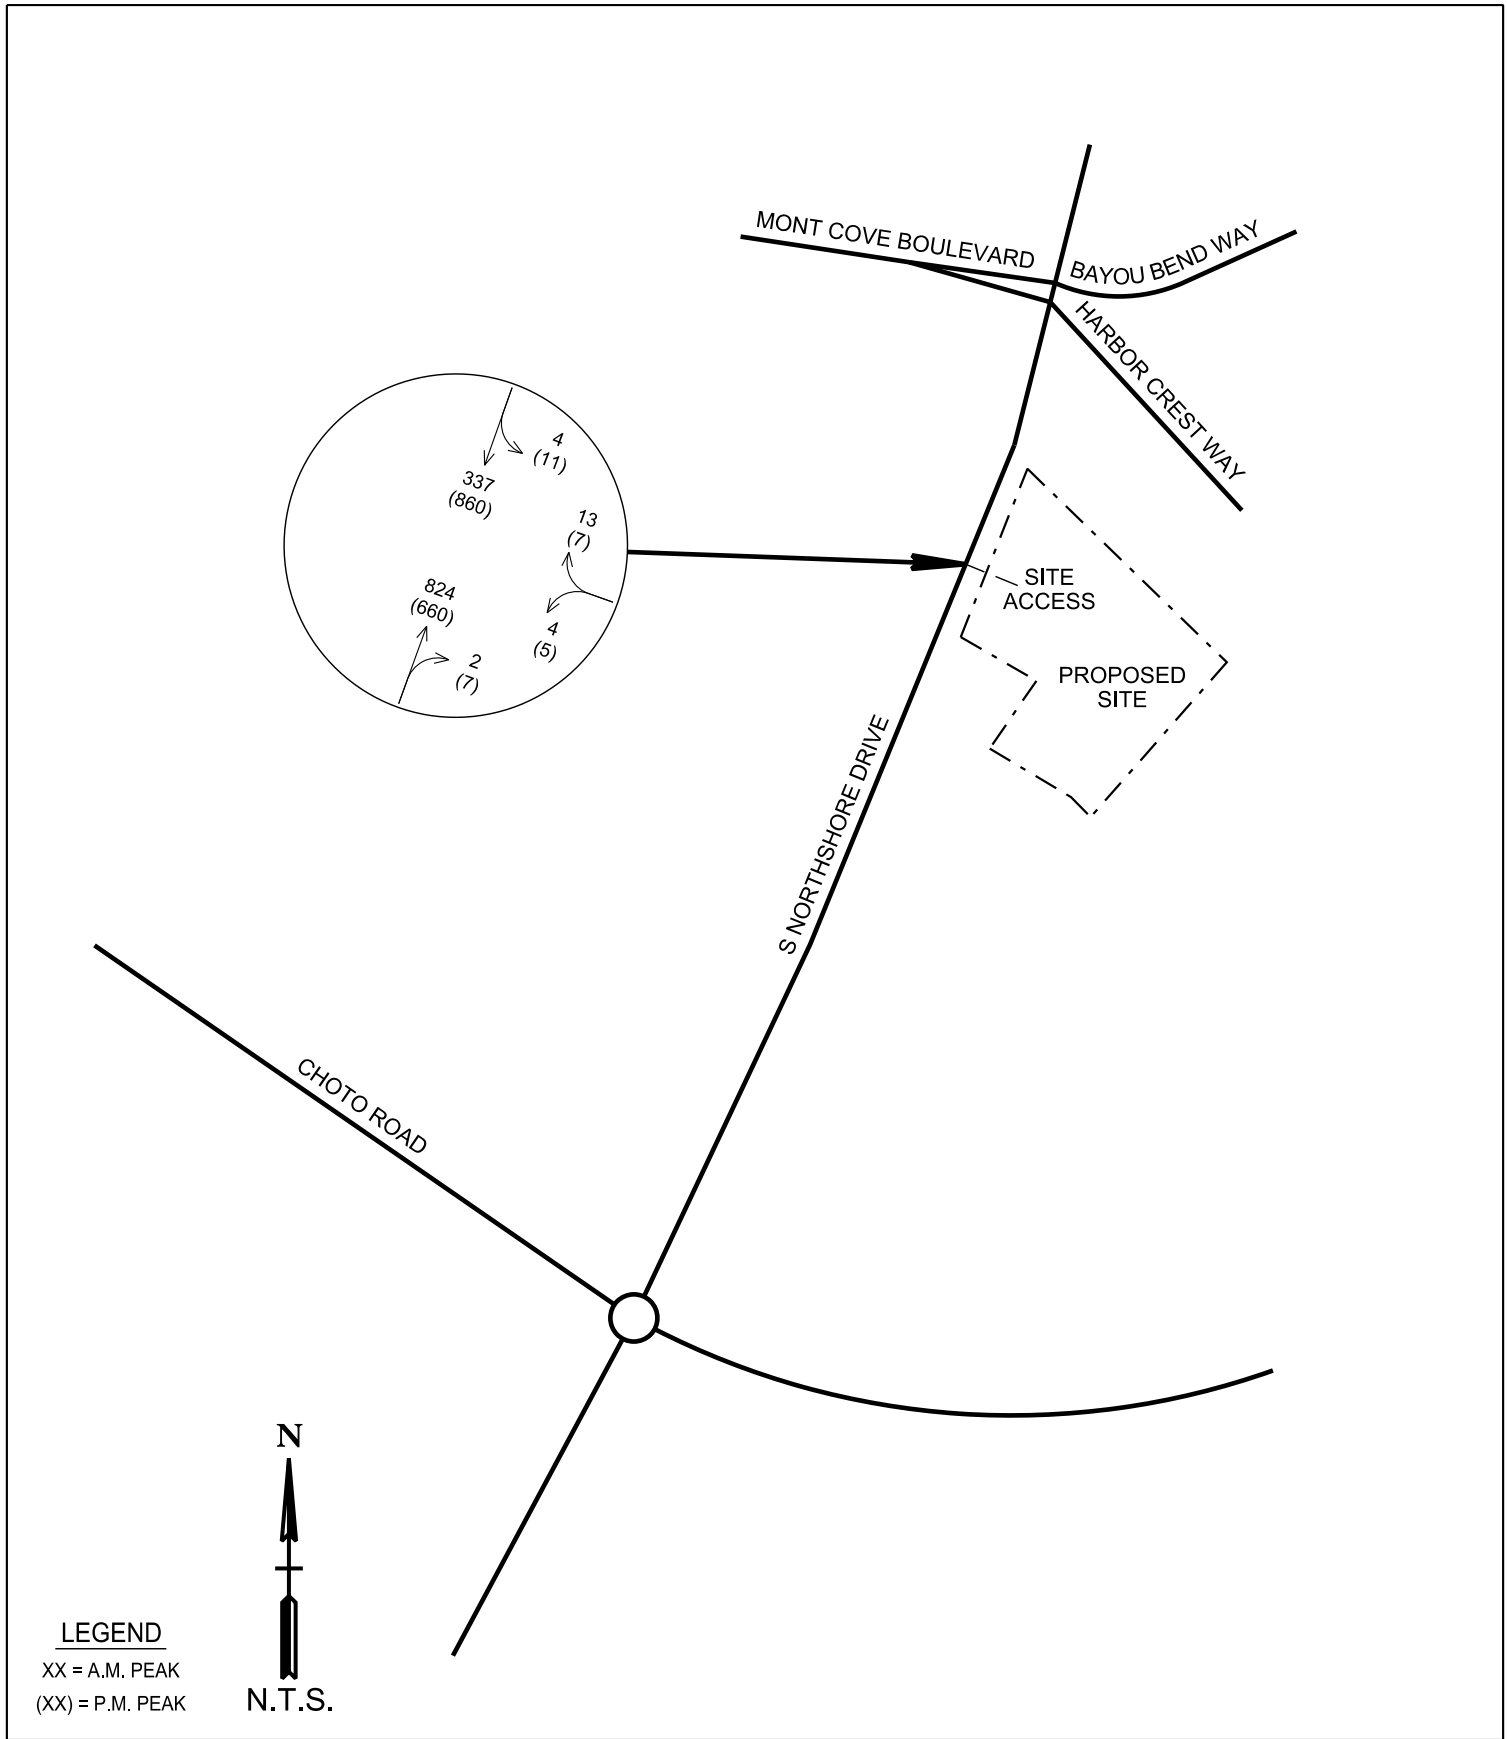 MONT COVE BOULEVARD
BAYOU BEND WAY
HARBOR CREST WAY
4
(11)
337
(860)
13
(7)
824
(660)
4
(5)
2
(7)
SITE
ACCESS
PROPOSED
SITE
S NORTHSHORE DRIVE
CHOTO ROAD
N
N.T.S.
LEGEND
XX = A.M. PEAK
(XX) = P.M. PEAK